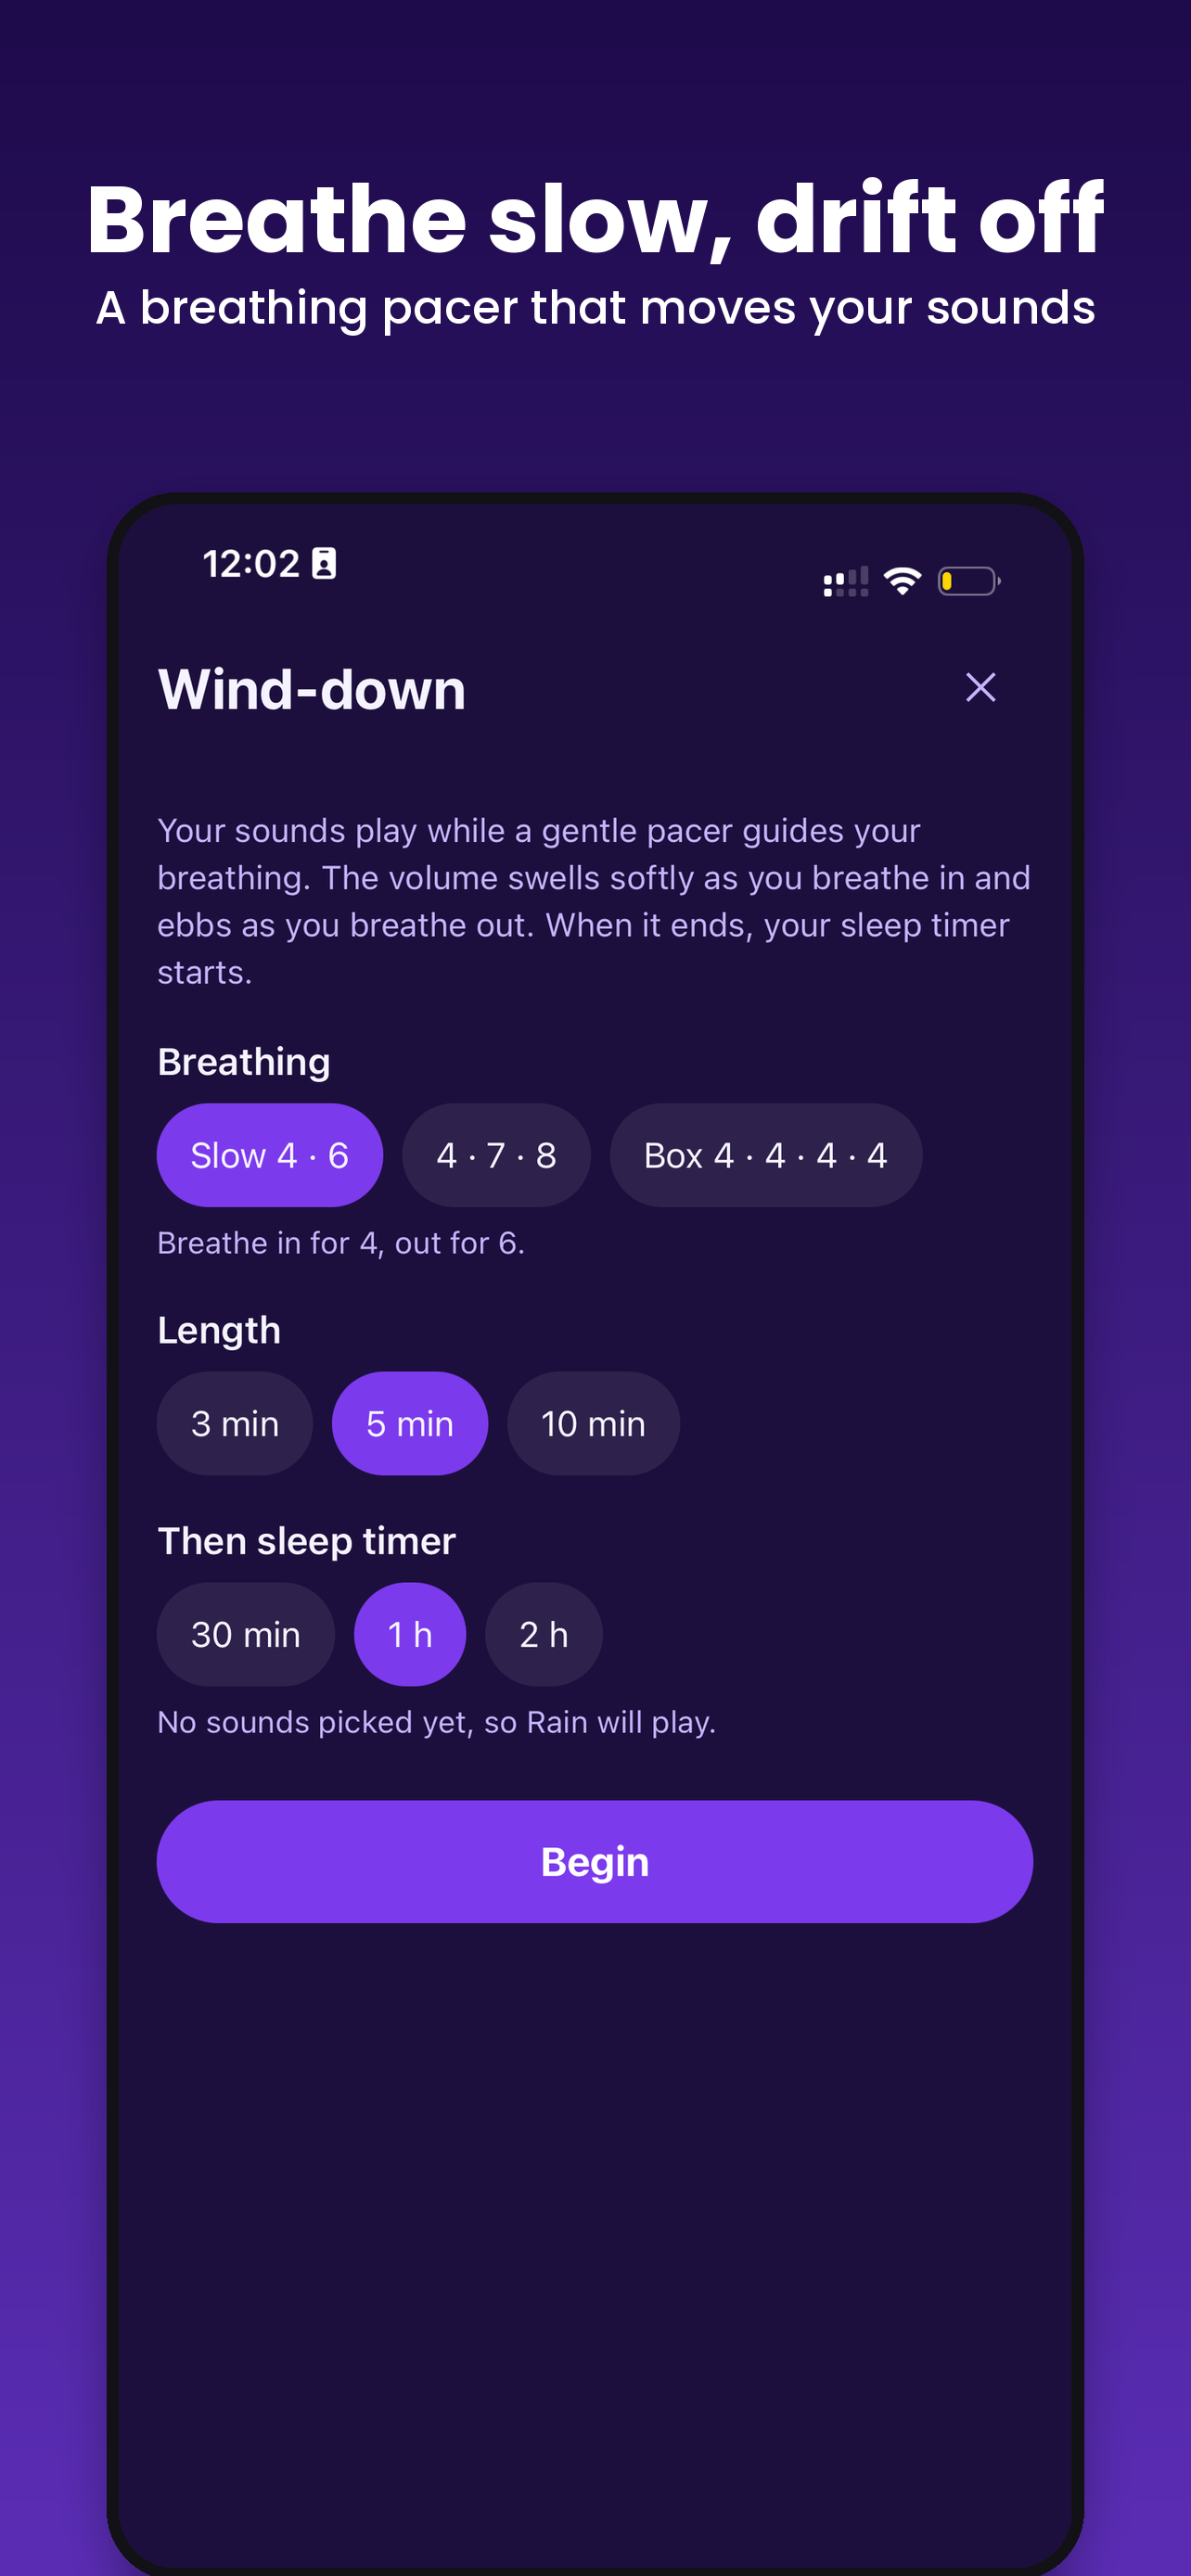 Breathe slow, drift off
A breathing pacer that moves your sounds
12:02
Wind-down
Your sounds play while a gentle pacer guides your
breathing. The volume swells softly as you breathe in and
ebbs as you breathe out. When it ends, your sleep timer
starts.
Breathing
Slow 4 · 6
4 · 7 · 8
Box 4 · 4 · 4 · 4
Breathe in for 4, out for 6.
Length
3 min
5 min
10 min
Then sleep timer
30 min
1 h
2 h
No sounds picked yet, so Rain will play.
Begin